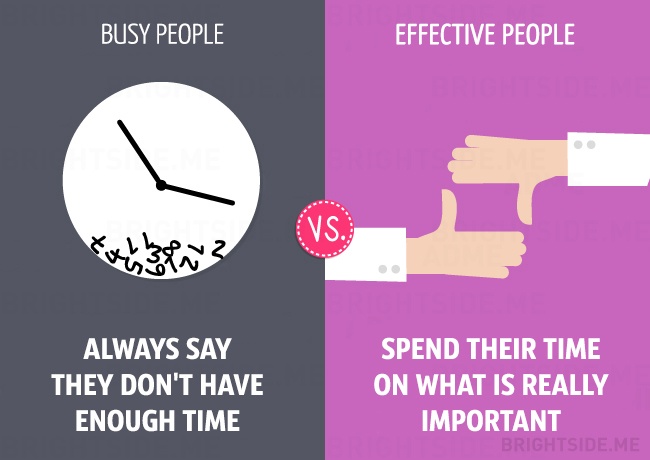 BUSY PEOPLE
ALWAYS SAY
THEY DON'T HAVE
ENOUGH TIME
VS.
EFFECTIVE PEOPLE
SPEND THEIR TIME
ON WHAT IS REALLY
IMPORTANT
BRIGHTSIDE.ME